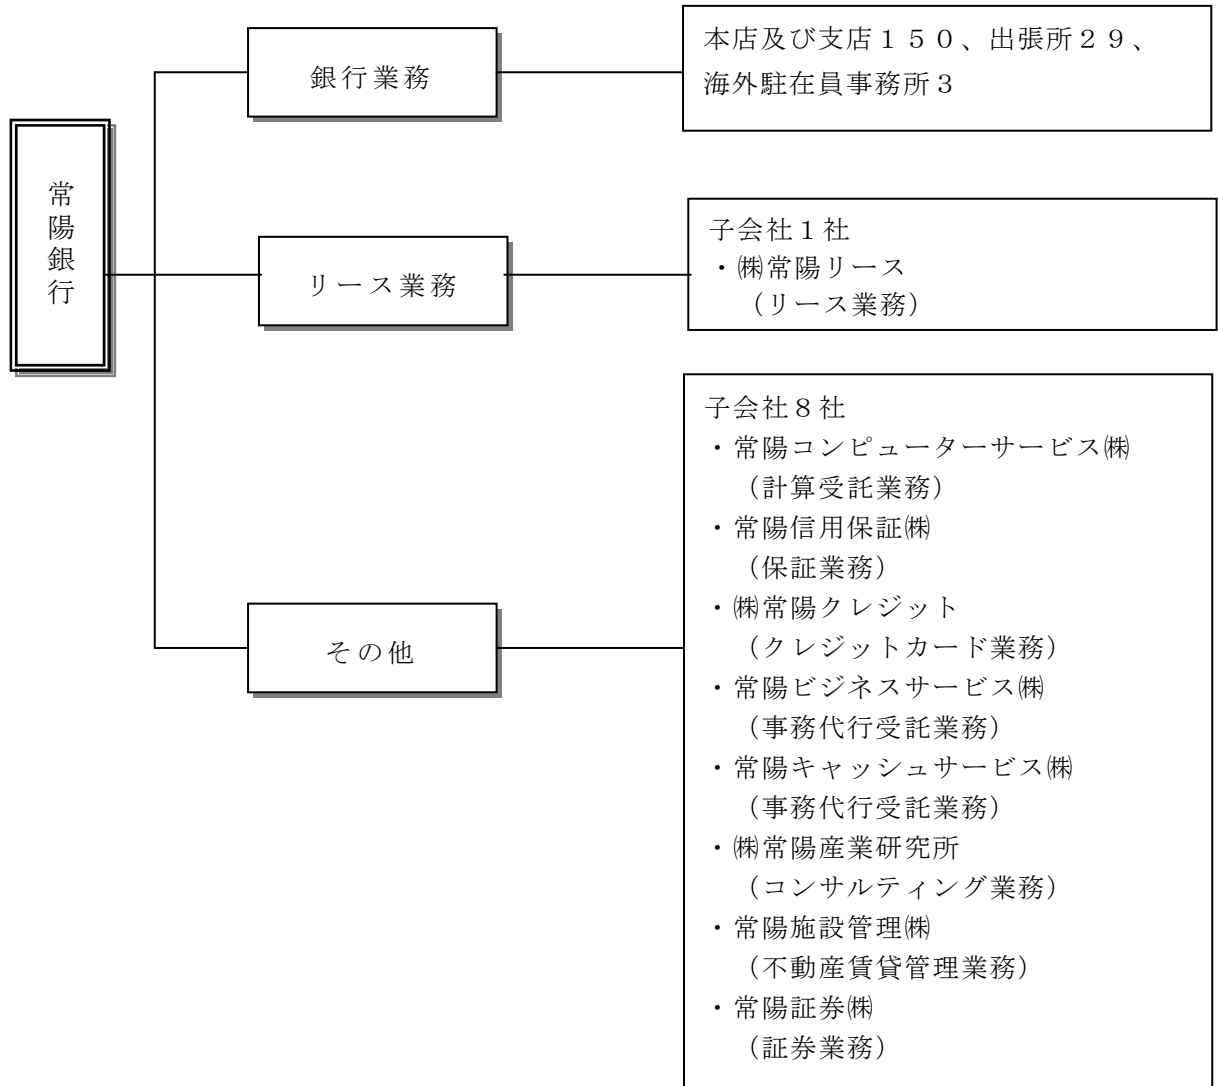 常陽銀行
銀行業務
本店及び支店１５０、出張所２９、
海外駐在員事務所３
リース業務
子会社１社
・㈱常陽リース
（リース業務）
その他
子会社８社
・常陽コンピューターサービス㈱
（計算受託業務）
・常陽信用保証㈱
（保証業務）
・㈱常陽クレジット
（クレジットカード業務）
・常陽ビジネスサービス㈱
（事務代行受託業務）
・常陽キャッシュサービス㈱
（事務代行受託業務）
・㈱常陽産業研究所
（コンサルティング業務）
・常陽施設管理㈱
（不動産賃貸管理業務）
・常陽証券㈱
（証券業務）